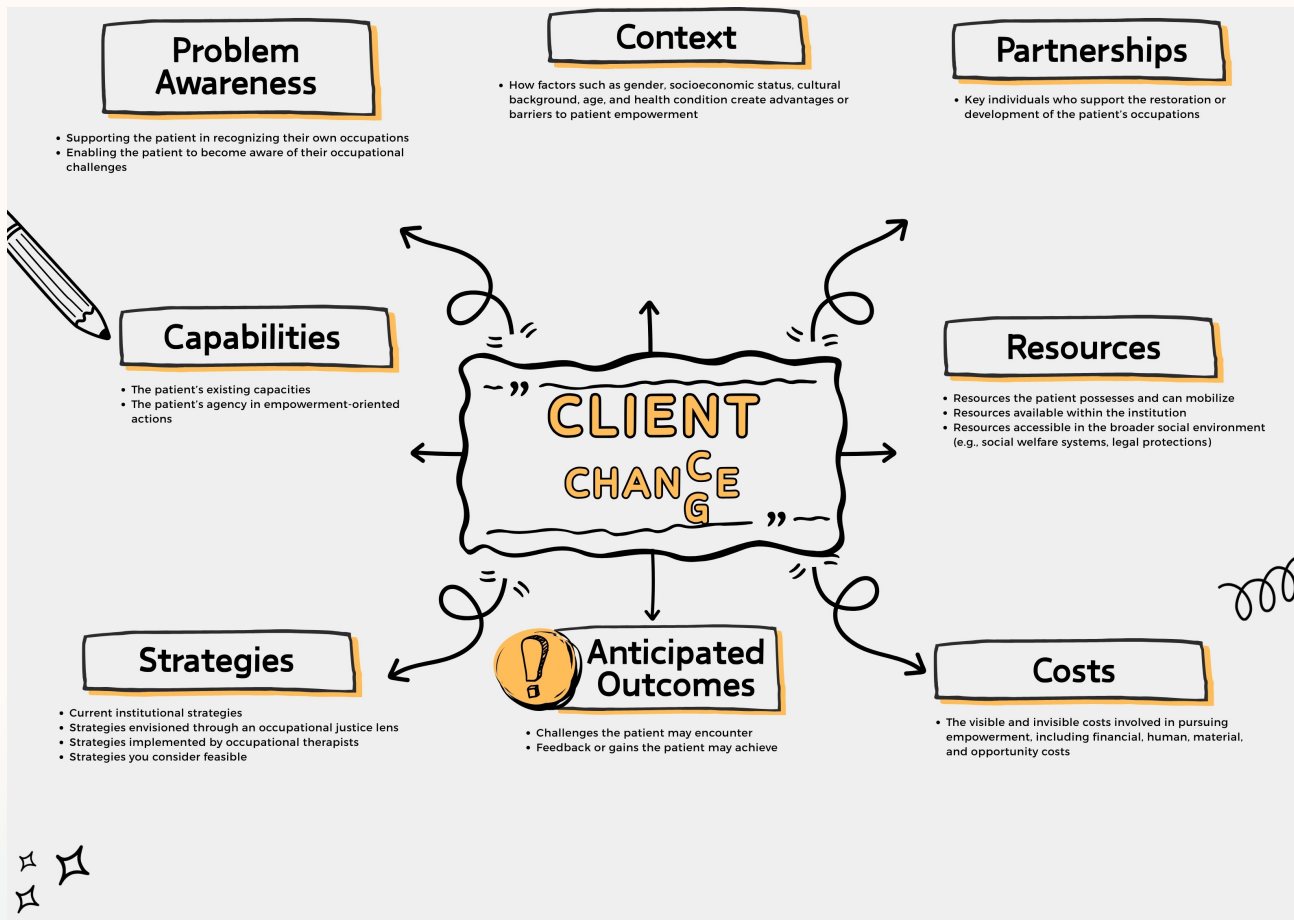 Problem
Awareness
• Supporting the patient in recognizing their own occupations
• Enabling the patient to become aware of their occupational
challenges
Context
• How factors such as gender, socioeconomic status, cultural
background, age, and health condition create advantages or
barriers to patient empowerment
Partnerships
• Key individuals who support the restoration or
development of the patient's occupations
Capabilities
• The patient's existing capacities
• The patient's agency in empowerment-oriented
actions
CLIENT
CHANCE
G
Resources
• Resources the patient possesses and can mobilize
• Resources available within the institution
• Resources accessible in the broader social environment
(e.g., social welfare systems, legal protections)
Strategies
• Current institutional strategies
• Strategies envisioned through an occupational justice lens
• Strategies implemented by occupational therapists
• Strategies you consider feasible
Anticipated
Outcomes
• Challenges the patient may encounter
• Feedback or gains the patient may achieve
Costs
• The visible and invisible costs involved in pursuing
empowerment, including financial, human, material,
and opportunity costs